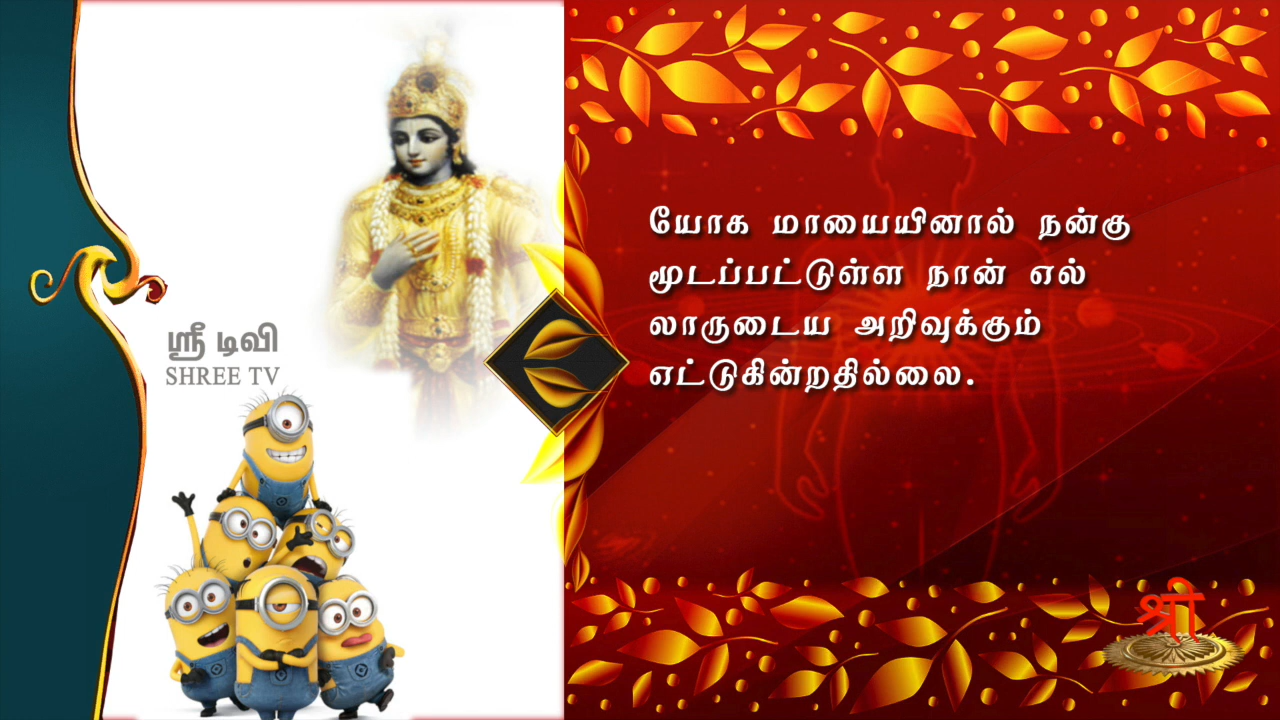 ஸ்ரீ டிவி
SHREE TV
யோக மாயையினால் நன்கு
மூடப்பட்டுள்ள நான் எல்
லாருடைய அறிவுக்கும்
எட்டுகின்றதில்லை.
श्री